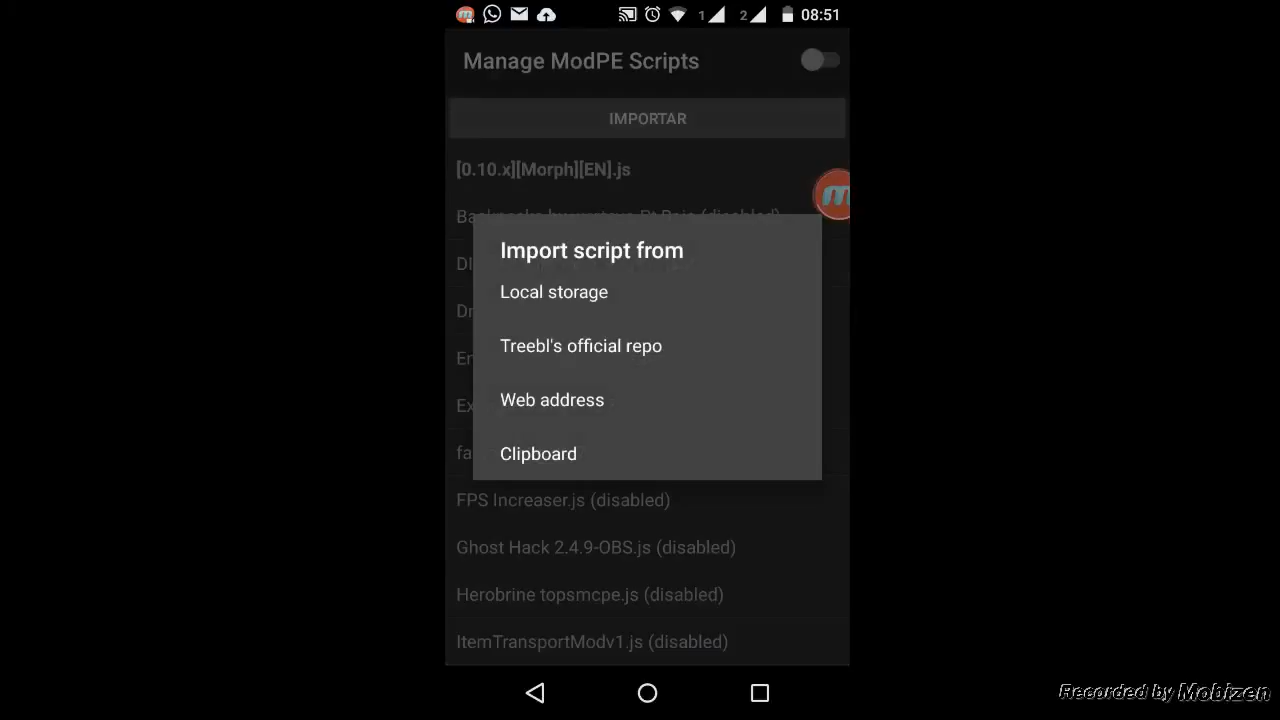 1 2 08:51
Manage ModPE Scripts
IMPORTAR
[0.10.x][Morph][EN].js
Import script from
Local storage
Treebl's official repo
Web address
Clipboard
FPS Increaser.js (disabled)
Ghost Hack 2.4.9-OBS.js (disabled)
Herobrine topsmcpe.js (disabled)
ItemTransportModv1.js (disabled)
Recorded by Mobizen